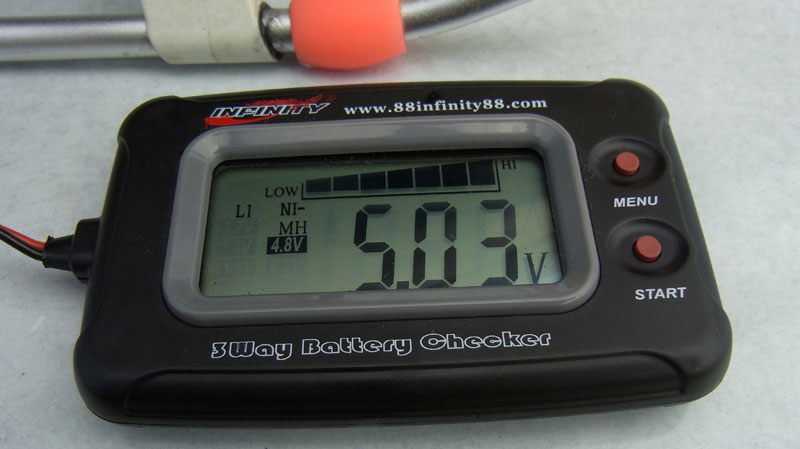 INFINITY www.88infinity88.com
LOW HI
LI NI-
MH
4.8V
5.03 V
MENU
START
3Way Battery Checker